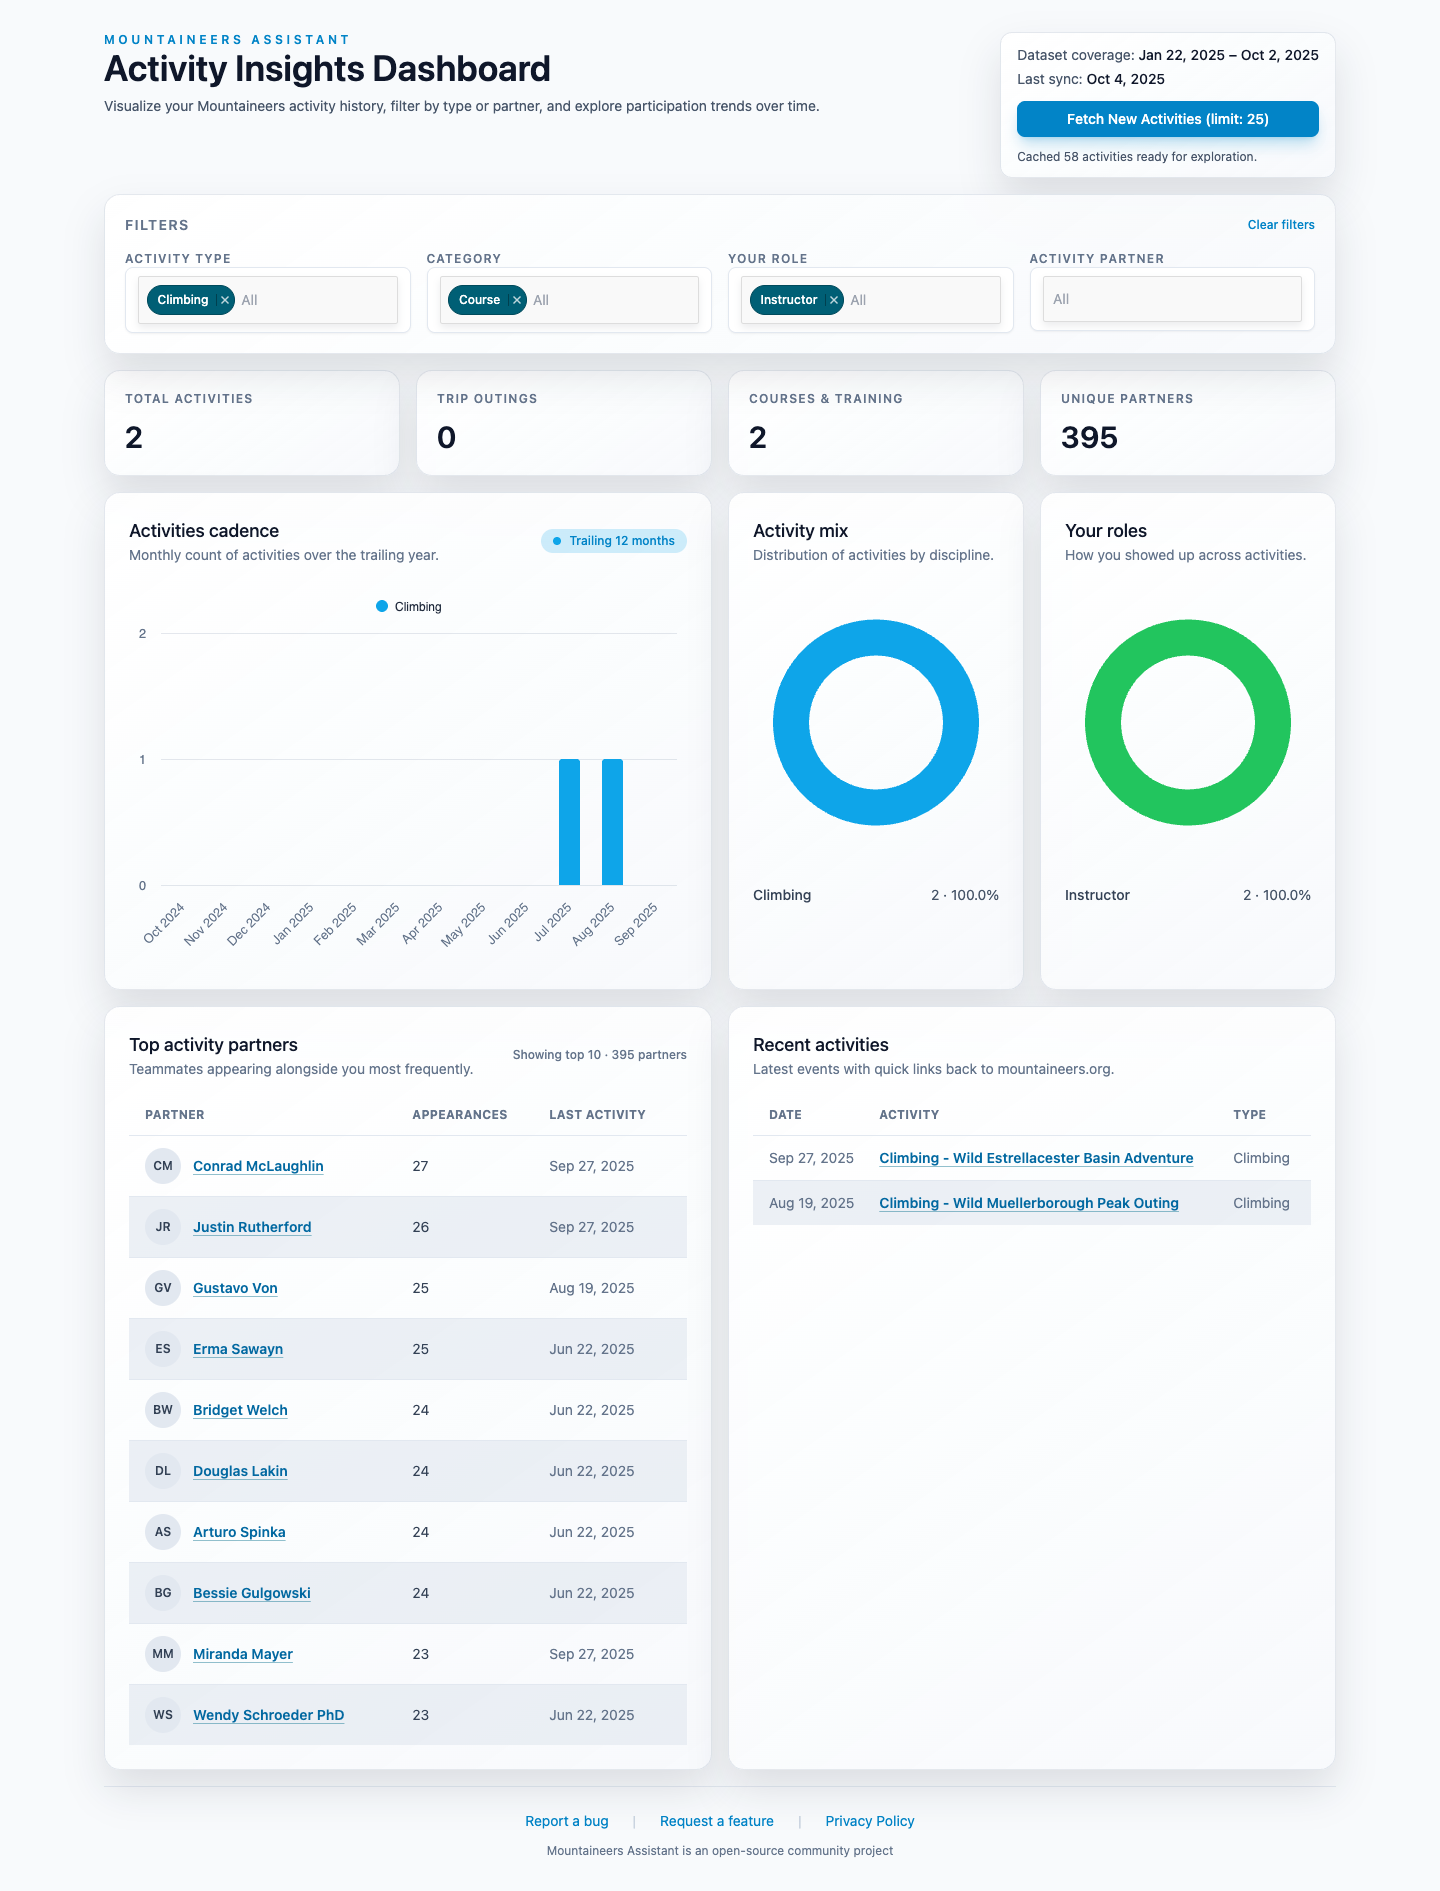 MOUNTAINEERS ASSISTANT
Activity Insights Dashboard
Visualize your Mountaineers activity history, filter by type or partner, and explore participation trends over time.
Dataset coverage: Jan 22, 2025 – Oct 2, 2025
Last sync: Oct 4, 2025
Fetch New Activities (limit: 25)
Cached 58 activities ready for exploration.
FILTERS
Clear filters
ACTIVITY TYPE
Climbing × All
CATEGORY
Course × All
YOUR ROLE
Instructor × All
ACTIVITY PARTNER
All
TOTAL ACTIVITIES
2
TRIP OUTINGS
0
COURSES & TRAINING
2
UNIQUE PARTNERS
395
Activities cadence
Monthly count of activities over the trailing year.
Trailing 12 months
Climbing
2
1
0
Oct 2024
Nov 2024
Dec 2024
Jan 2025
Feb 2025
Mar 2025
Apr 2025
May 2025
Jun 2025
Jul 2025
Aug 2025
Sep 2025
Activity mix
Distribution of activities by discipline.
Climbing 2 · 100.0%
Your roles
How you showed up across activities.
Instructor 2 · 100.0%
Top activity partners
Teammates appearing alongside you most frequently.
Showing top 10 · 395 partners
PARTNER APPEARANCES LAST ACTIVITY
CM Conrad McLaughlin 27 Sep 27, 2025
JR Justin Rutherford 26 Sep 27, 2025
GV Gustavo Von 25 Aug 19, 2025
ES Erma Sawayn 25 Jun 22, 2025
BW Bridget Welch 24 Jun 22, 2025
DL Douglas Lakin 24 Jun 22, 2025
AS Arturo Spinka 24 Jun 22, 2025
BG Bessie Gulgowski 24 Jun 22, 2025
MM Miranda Mayer 23 Sep 27, 2025
WS Wendy Schroeder PhD 23 Jun 22, 2025
Recent activities
Latest events with quick links back to mountaineers.org.
DATE ACTIVITY TYPE
Sep 27, 2025 Climbing - Wild Estrellacester Basin Adventure Climbing
Aug 19, 2025 Climbing - Wild Muellerborough Peak Outing Climbing
Report a bug | Request a feature | Privacy Policy
Mountaineers Assistant is an open-source community project